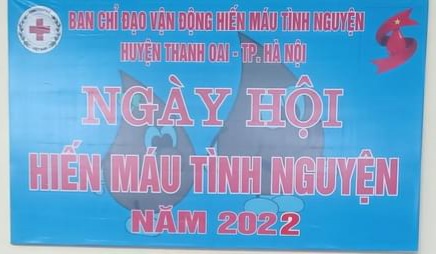 BAN CHỈ ĐẠO VẬN ĐỘNG HIẾN MÁU TÌNH NGUYỆN
HUYỆN THANH OAI - TP. HÀ NỘI
NGÀY HỘI
HIẾN MÁU TÌNH NGUYỆN
NĂM 2022